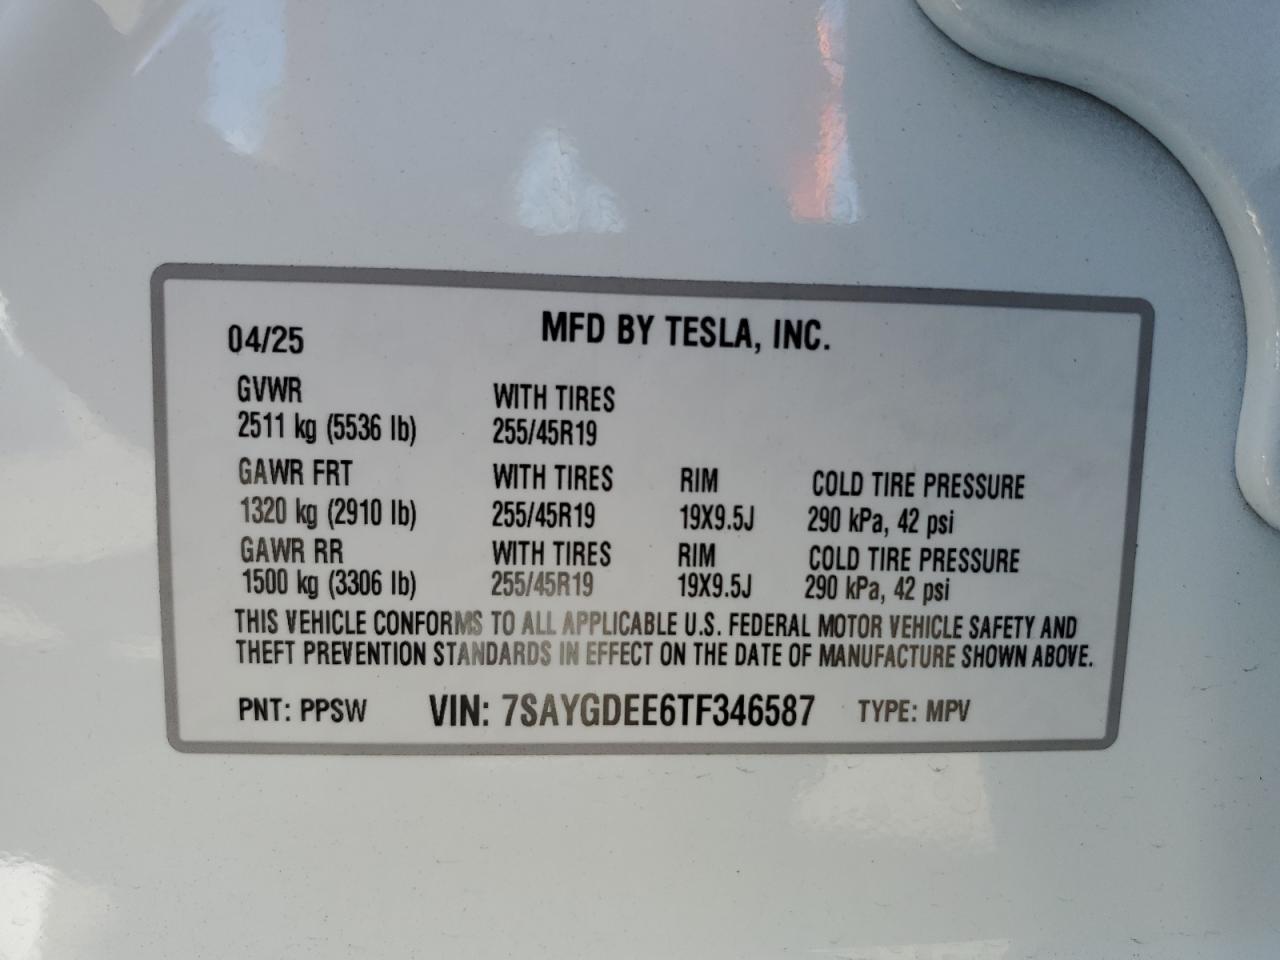 MFD BY TESLA, INC.
04/25
GVWR WITH TIRES
2511 kg (5536 lb) 255/45R19
GAWR FRT WITH TIRES RIM COLD TIRE PRESSURE
1320 kg (2910 lb) 255/45R19 19X9.5J 290 kPa, 42 psi
GAWR RR WITH TIRES RIM COLD TIRE PRESSURE
1500 kg (3306 lb) 255/45R19 19X9.5J 290 kPa, 42 psi
THIS VEHICLE CONFORMS TO ALL APPLICABLE U.S. FEDERAL MOTOR VEHICLE SAFETY AND
THEFT PREVENTION STANDARDS IN EFFECT ON THE DATE OF MANUFACTURE SHOWN ABOVE.
PNT: PPSW VIN: 7SAYGDEE6TF346587 TYPE: MPV